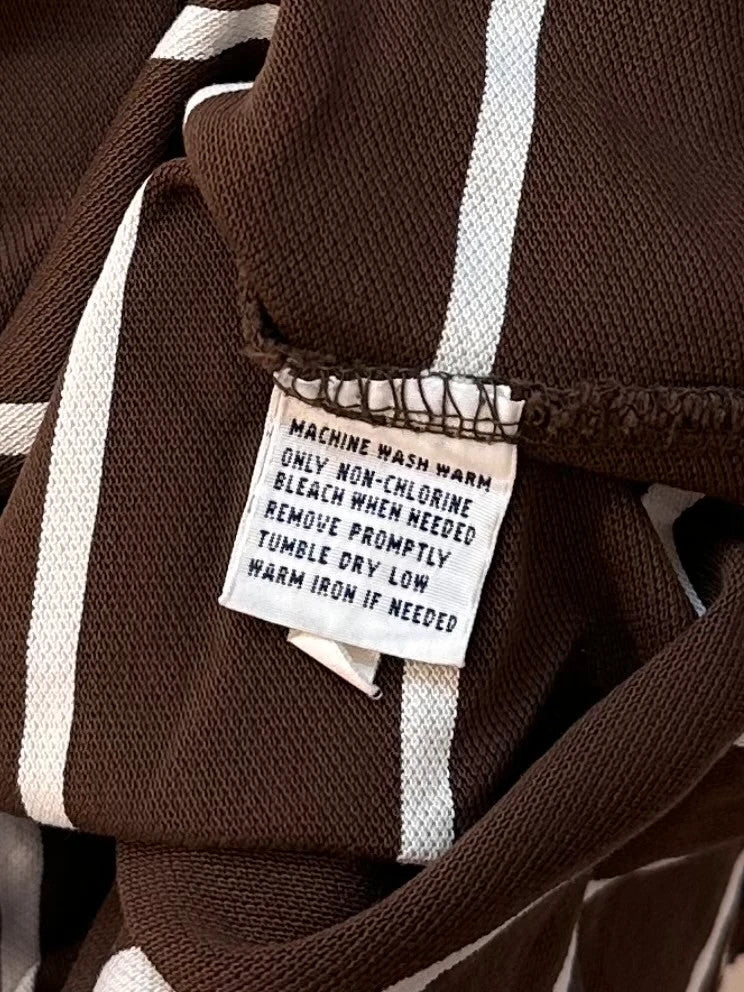 MACHINE WASH WARM
ONLY NON-CHLORINE
BLEACH WHEN NEEDED
REMOVE PROMPTLY
TUMBLE DRY LOW
WARM IRON IF NEEDED